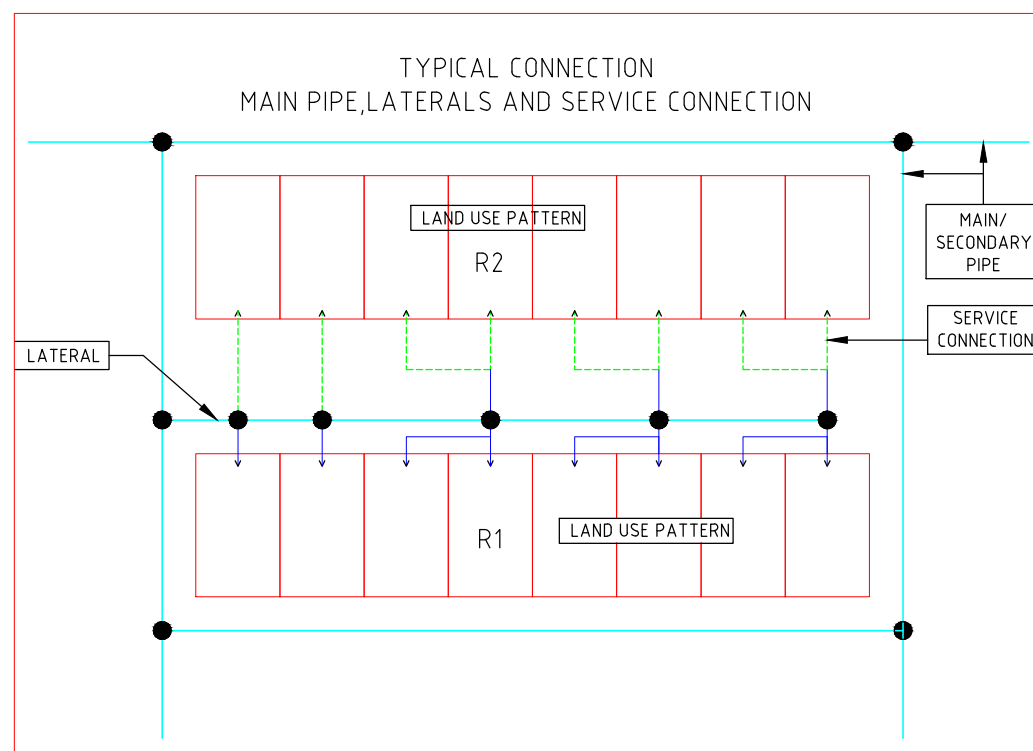 TYPICAL CONNECTION
MAIN PIPE,LATERALS AND SERVICE CONNECTION
LAND USE PATTERN
R2
MAIN/
SECONDARY
PIPE
SERVICE
CONNECTION
LATERAL
R1
LAND USE PATTERN